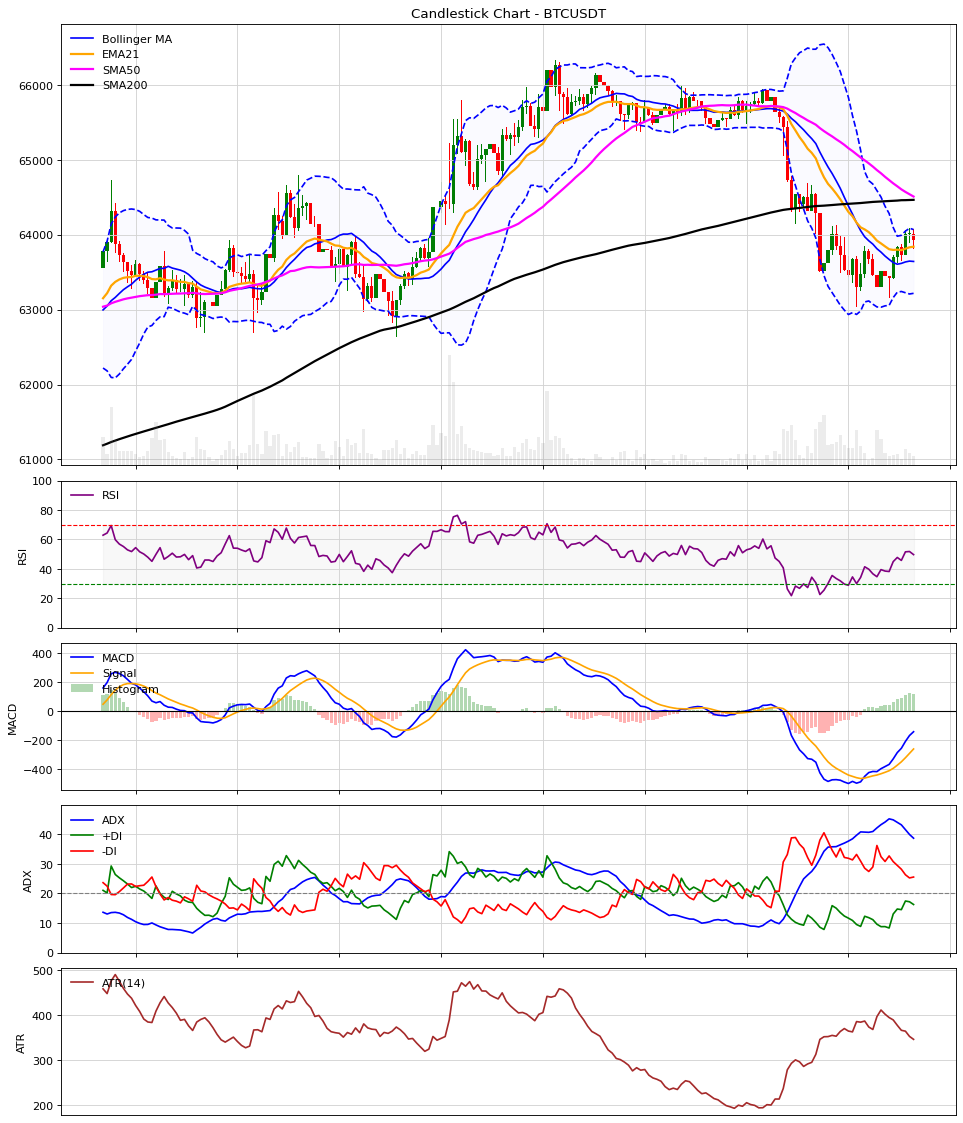 Candlestick Chart - BTCUSDT
Bollinger MA
EMA21
SMA50
SMA200
66000
65000
64000
63000
62000
61000
RSI
RSI
100
80
60
40
20
0
MACD
MACD
Signal
Histogram
400
200
0
−200
−400
ADX
ADX
+DI
-DI
40
30
20
10
0
ATR
ATR(14)
500
400
300
200